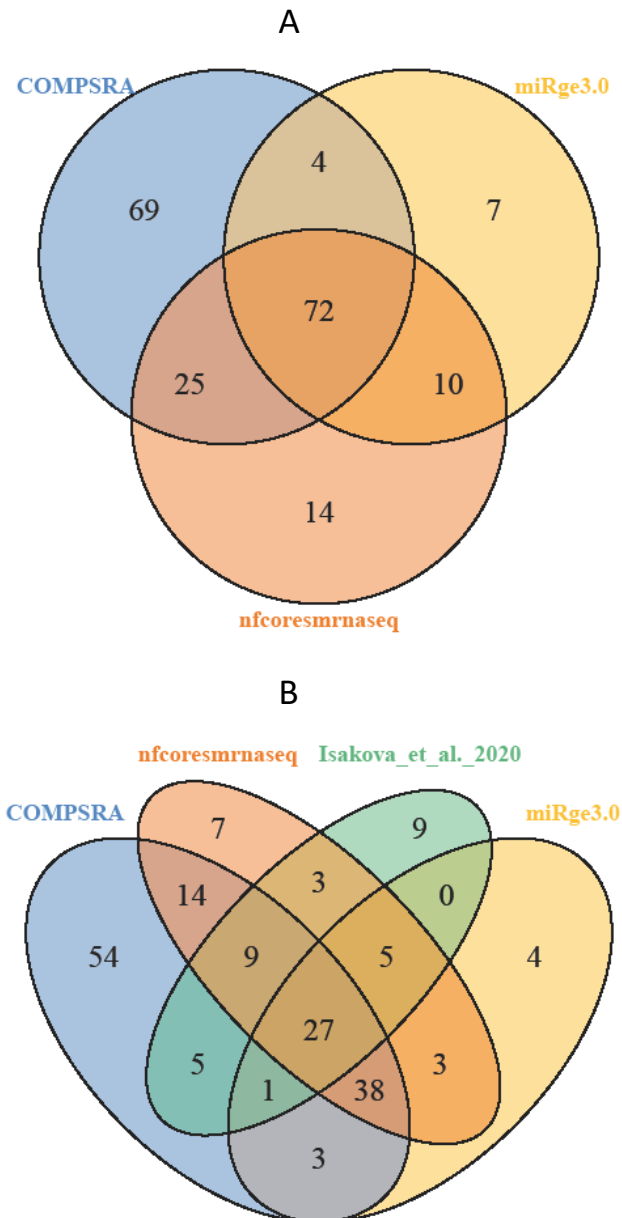 A
COMPSRA
miRge3.0
4
69
7
72
25
10
14
nfcoresmrnaseq
B
nfcoresmrnaseq Isakova_et_al._2020
COMPSRA
miRge3.0
7
9
3
14
0
54
9
5
4
27
5
3
1
38
3